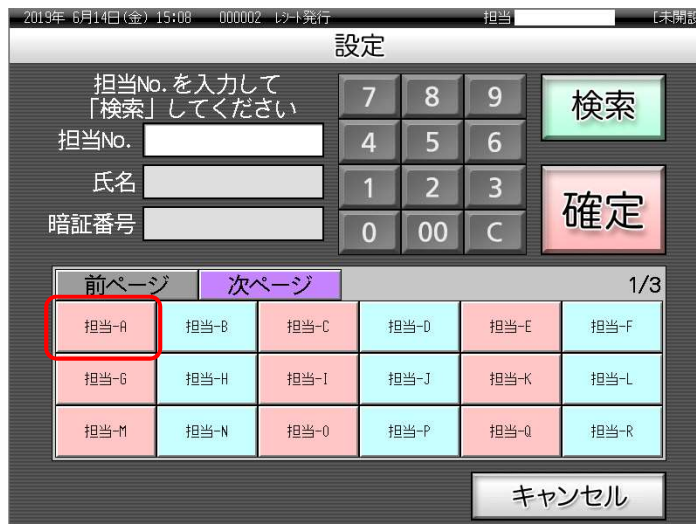 2019年 6月14日(金) 15:08 000002 ﾚｼｰﾄ発行 担当 [未開設
設定
担当No.を入力して
「検索」してください
担当No.
氏名
暗証番号
7 8 9
4 5 6
1 2 3
0 00 C
検索
確定
前ページ 次ページ 1/3
担当-A 担当-B 担当-C 担当-D 担当-E 担当-F
担当-G 担当-H 担当-I 担当-J 担当-K 担当-L
担当-M 担当-N 担当-O 担当-P 担当-Q 担当-R
キャンセル